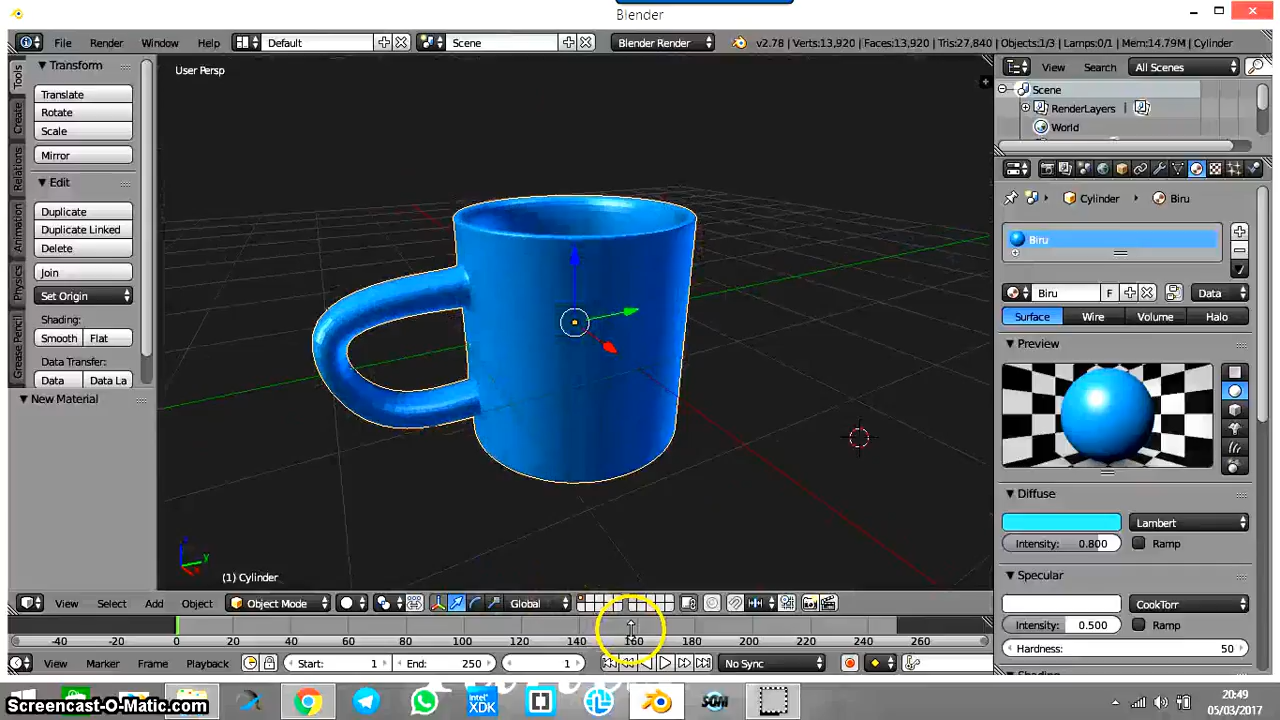 Blender
File Render Window Help Default Scene Blender Render v2.78 | Verts:13,920 | Faces:13,920 | Tris:27,840 | Objects:1/3 | Lamps:0/1 | Mem:14.79M | Cylinder
Tools
Create
Relations
Animation
Physics
Grease Pencil
Transform
Translate
Rotate
Scale
Mirror
Edit
Duplicate
Duplicate Linked
Delete
Join
Set Origin
Shading:
Smooth Flat
Data Transfer:
Data Data La
New Material
User Persp
z
y
(1) Cylinder
View Search All Scenes
Scene
RenderLayers
World
Cylinder Biru
Biru
Biru F Data
Surface Wire Volume Halo
Preview
Diffuse
Lambert
Intensity: 0.800 Ramp
Specular
CookTorr
Intensity: 0.500 Ramp
Hardness: 50
View Select Add Object Object Mode Global
-40 -20 0 20 40 60 80 100 120 140 160 180 200 220 240 260
View Marker Frame Playback Start: 1 End: 250 1 No Sync
Screencast-O-Matic.com
intel XDK
20:49
05/03/2017